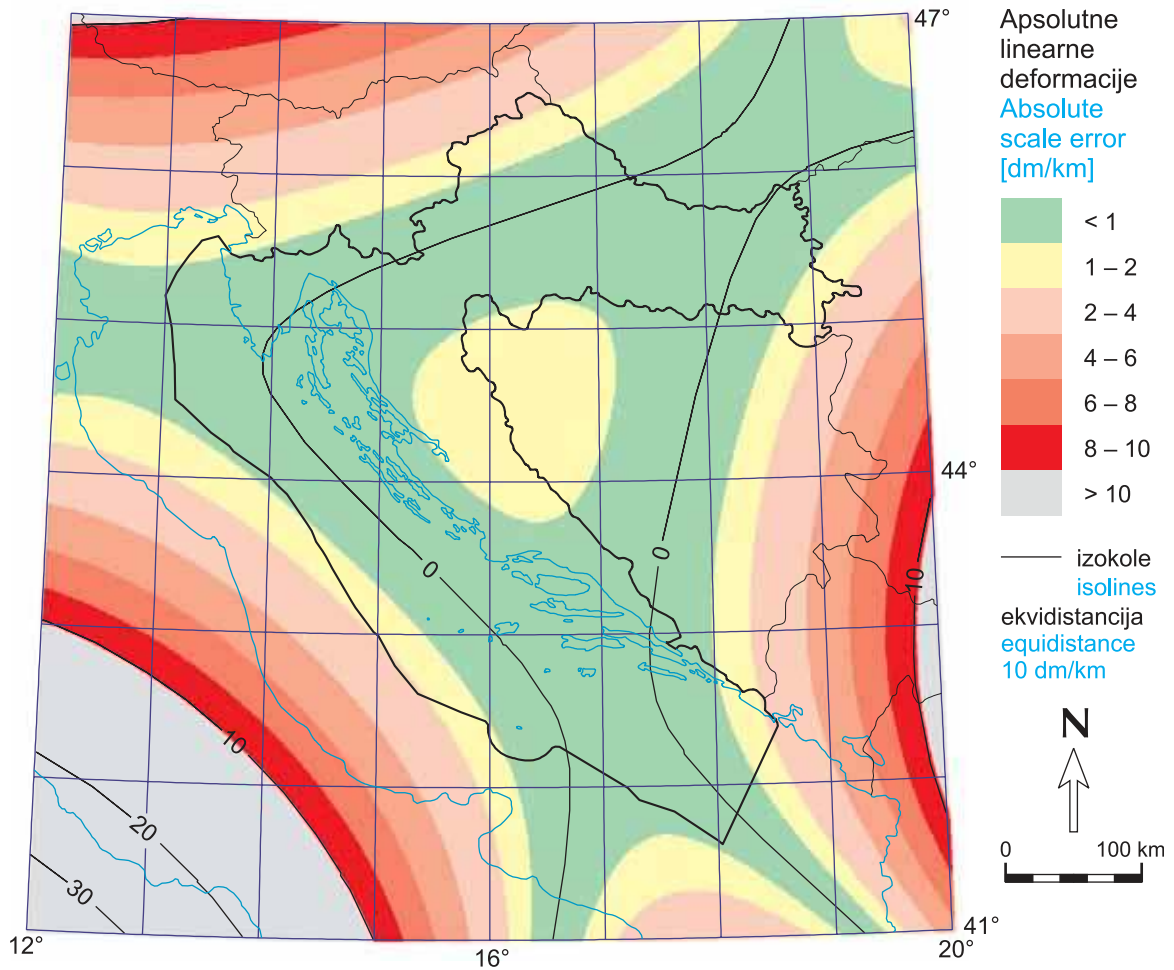 47°
Apsolutne
linearne
deformacije
Absolute
scale error
[dm/km]
< 1
1 – 2
2 – 4
4 – 6
6 – 8
8 – 10
> 10
44°
izokole
isolines
ekvidistancija
equidistance
10 dm/km
N
0 100 km
0
0
10
10
20
30
12°
16°
20°
41°